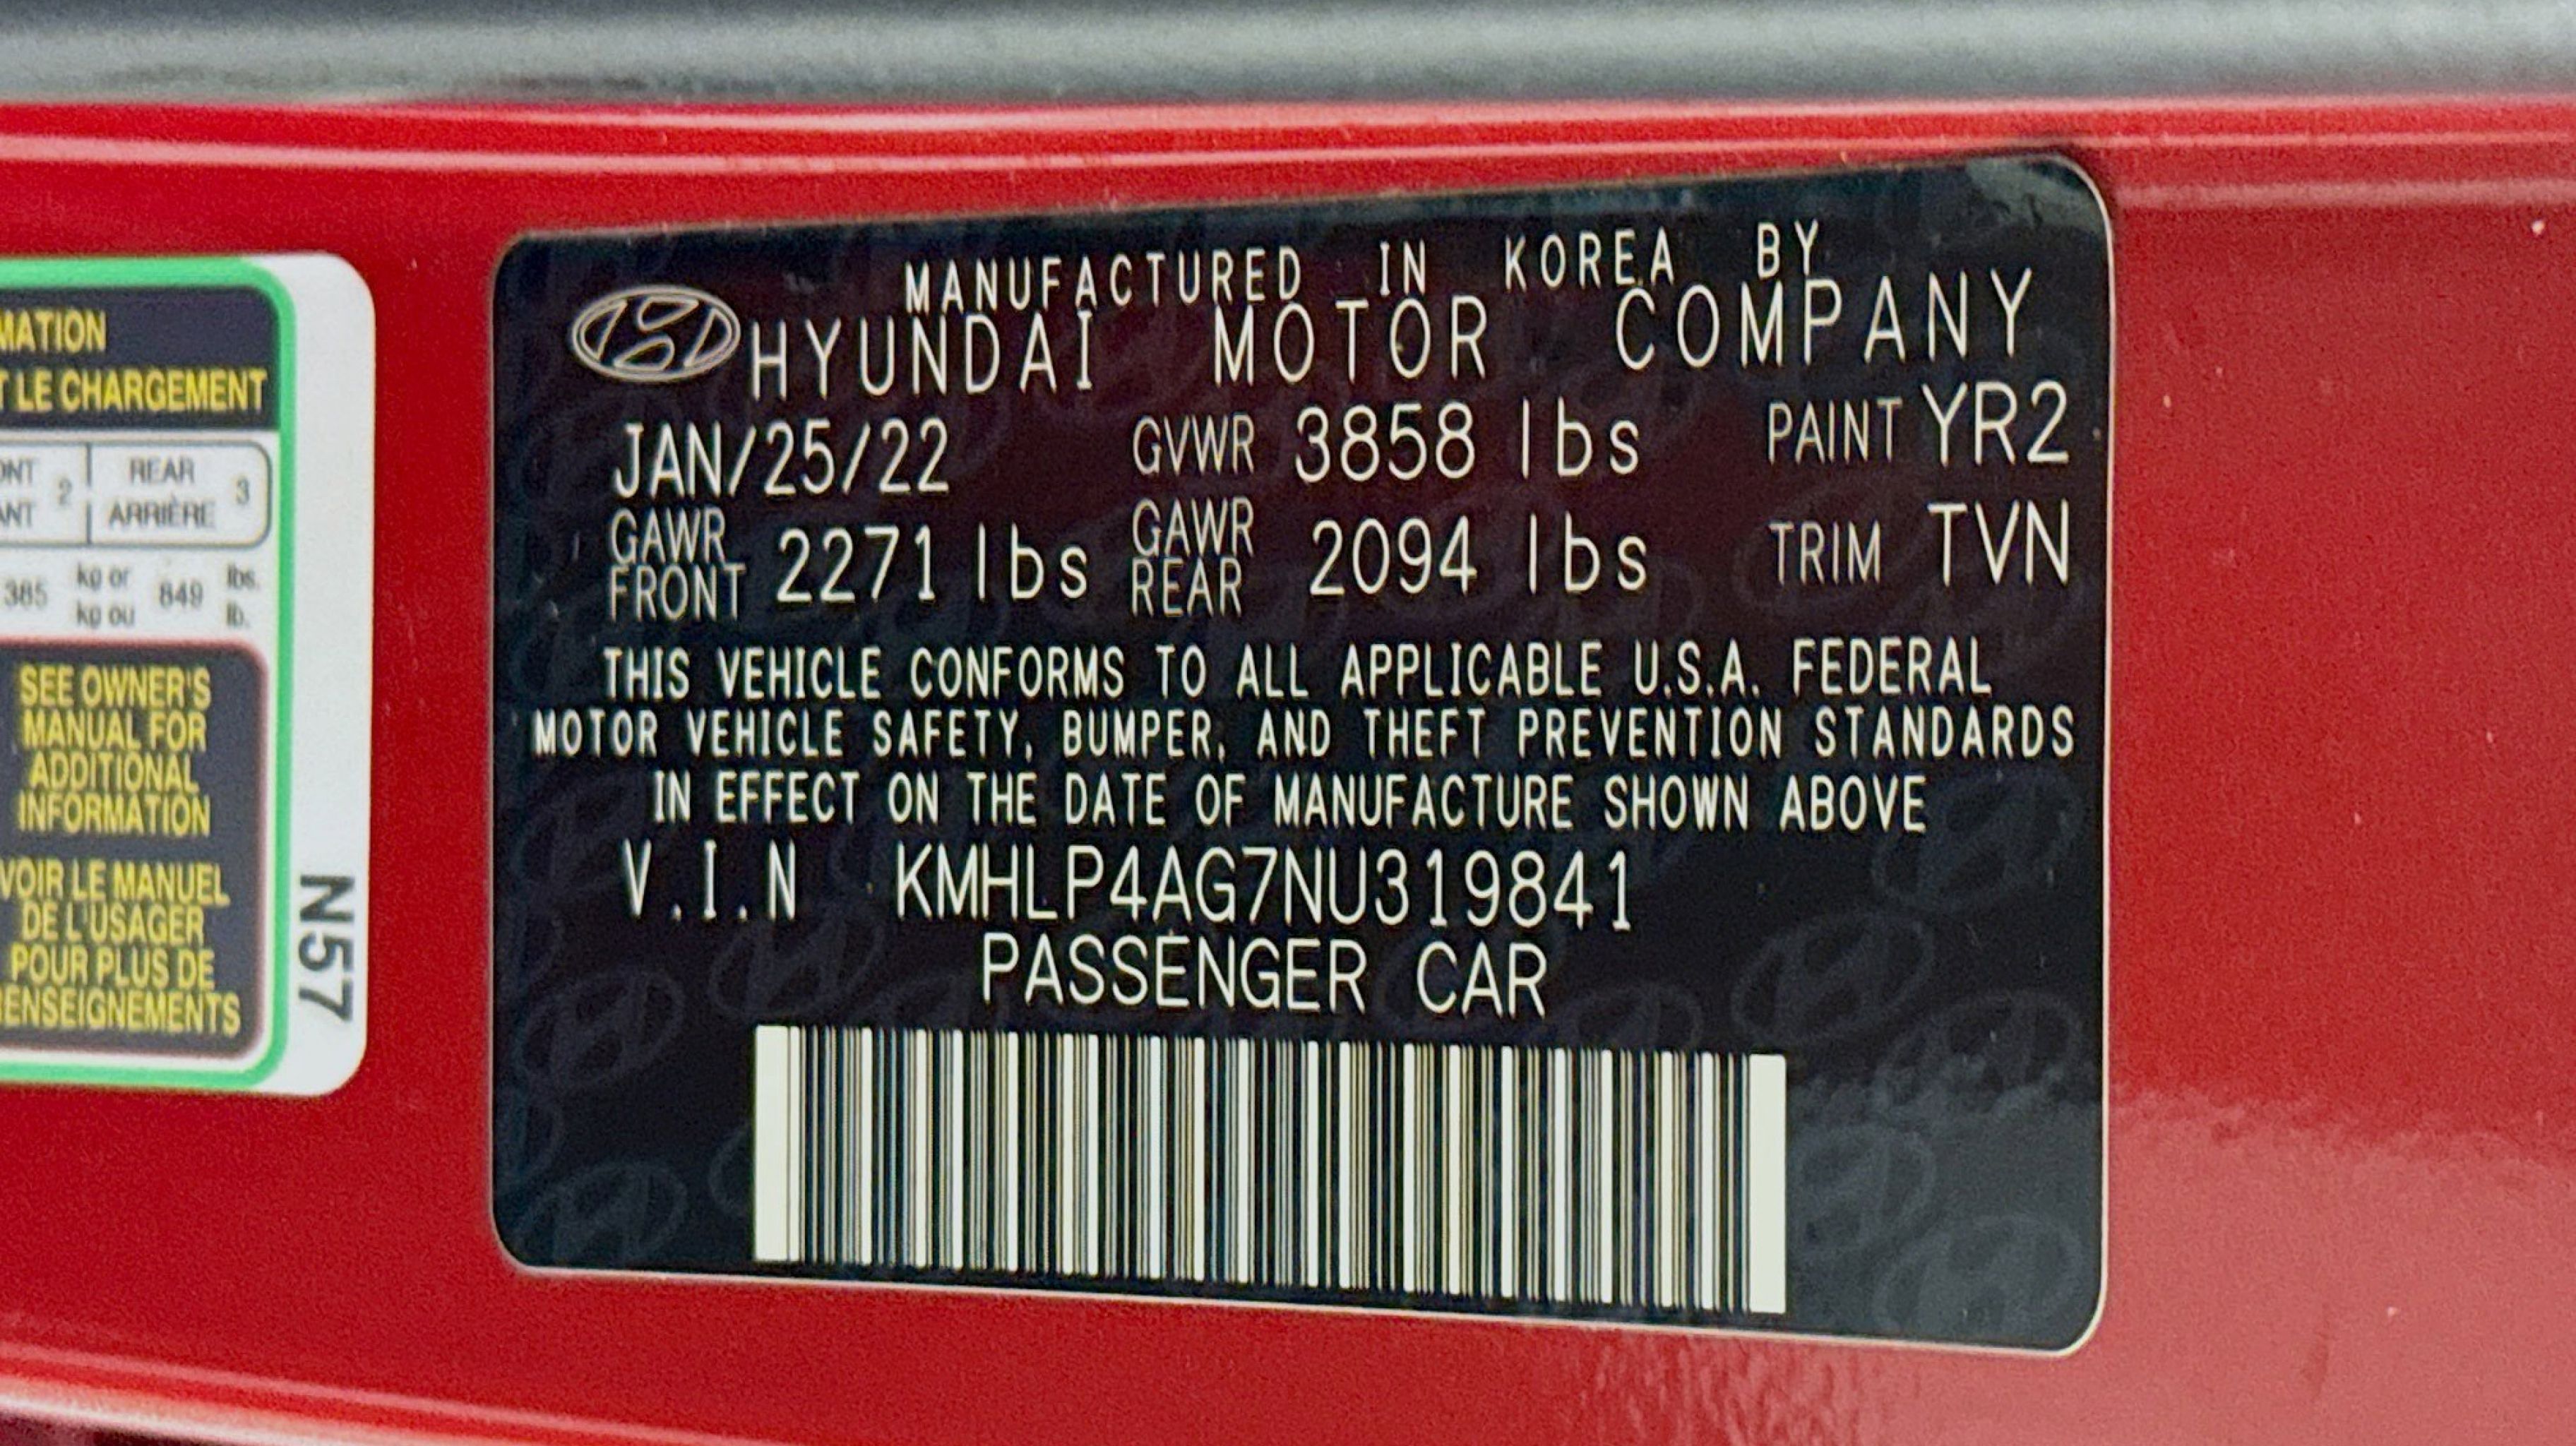 MATION
T LE CHARGEMENT
REAR
2
ARRIÈRE 3
385 kg or 849 lbs.
kg ou lb.
SEE OWNER'S
MANUAL FOR
ADDITIONAL
INFORMATION
VOIR LE MANUEL
DE L'USAGER
POUR PLUS DE
RENSEIGNEMENTS
N57
MANUFACTURED IN KOREA BY
HYUNDAI MOTOR COMPANY
JAN/25/22 GVWR 3858 lbs PAINT YR2
GAWR FRONT 2271 lbs GAWR REAR 2094 lbs TRIM TVN
THIS VEHICLE CONFORMS TO ALL APPLICABLE U.S.A. FEDERAL
MOTOR VEHICLE SAFETY, BUMPER, AND THEFT PREVENTION STANDARDS
IN EFFECT ON THE DATE OF MANUFACTURE SHOWN ABOVE
V.I.N KMHLP4AG7NU319841
PASSENGER CAR